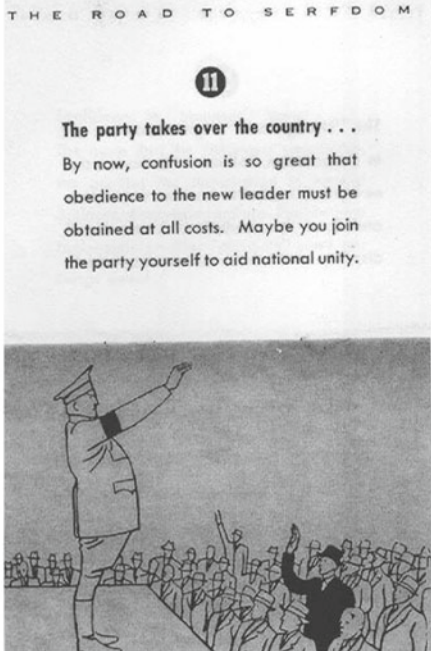 THE ROAD TO SERFDOM
11
The party takes over the country . . .
By now, confusion is so great that
obedience to the new leader must be
obtained at all costs. Maybe you join
the party yourself to aid national unity.